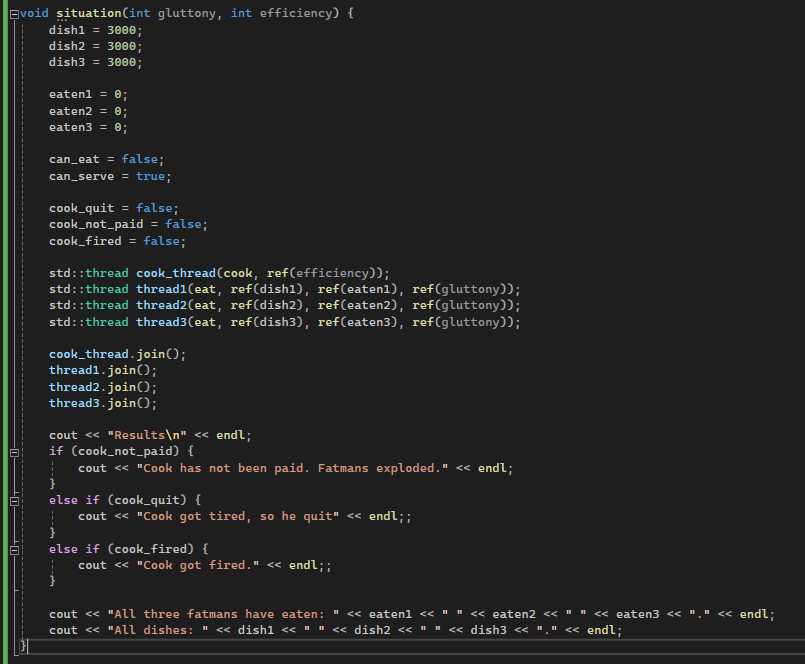 void situation(int gluttony, int efficiency) {
    dish1 = 3000;
    dish2 = 3000;
    dish3 = 3000;

    eaten1 = 0;
    eaten2 = 0;
    eaten3 = 0;

    can_eat = false;
    can_serve = true;

    cook_quit = false;
    cook_not_paid = false;
    cook_fired = false;

    std::thread cook_thread(cook, ref(efficiency));
    std::thread thread1(eat, ref(dish1), ref(eaten1), ref(gluttony));
    std::thread thread2(eat, ref(dish2), ref(eaten2), ref(gluttony));
    std::thread thread3(eat, ref(dish3), ref(eaten3), ref(gluttony));

    cook_thread.join();
    thread1.join();
    thread2.join();
    thread3.join();

    cout << "Results\n" << endl;
    if (cook_not_paid) {
        cout << "Cook has not been paid. Fatmans exploded." << endl;
    }
    else if (cook_quit) {
        cout << "Cook got tired, so he quit" << endl;;
    }
    else if (cook_fired) {
        cout << "Cook got fired." << endl;;
    }

    cout << "All three fatmans have eaten: " << eaten1 << " " << eaten2 << " " << eaten3 << "." << endl;
    cout << "All dishes: " << dish1 << " " << dish2 << " " << dish3 << "." << endl;
}